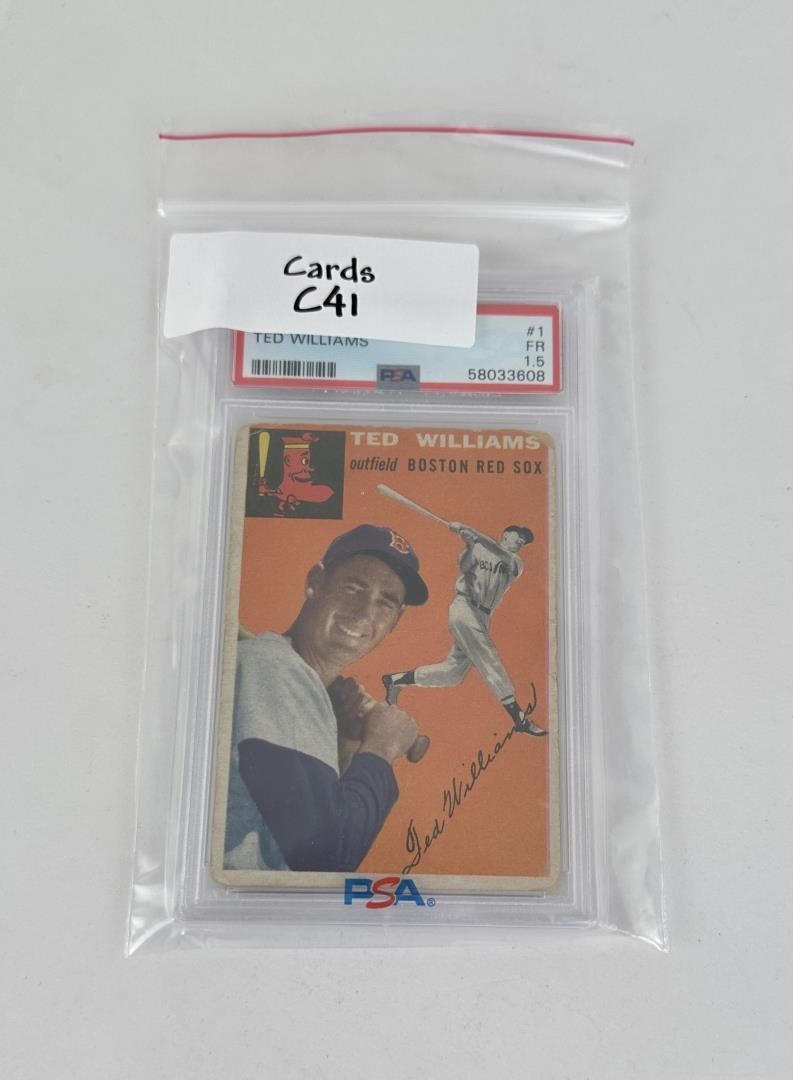 Cards
C41
TED WILLIAMS
#1
FR
1.5
58033608
PSA
TED WILLIAMS
outfield BOSTON RED SOX
B
Ted Williams
PSA®